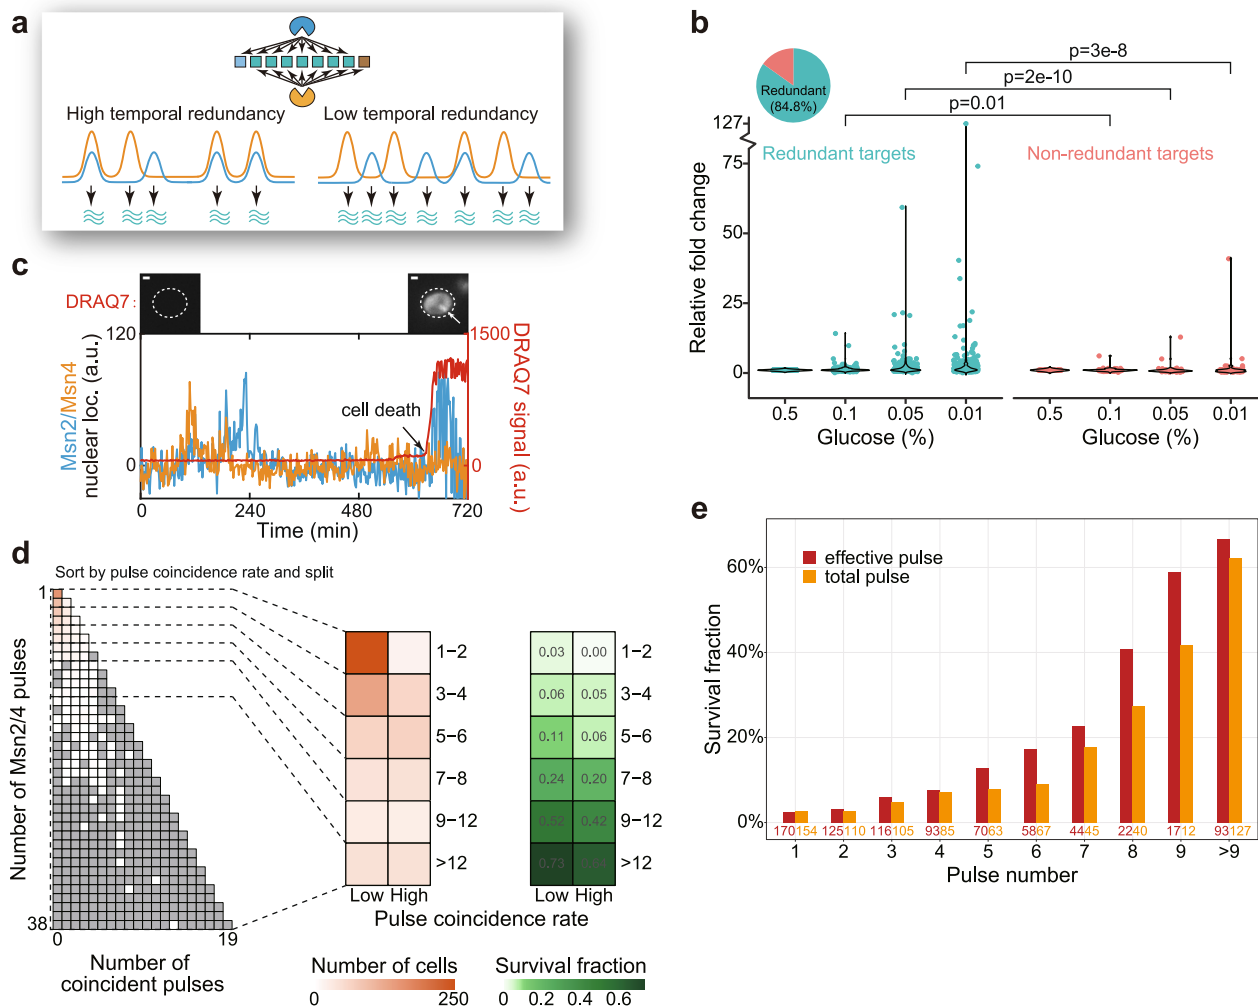 a
High temporal redundancy
Low temporal redundancy
b
Redundant
(84.8%)
p=3e-8
p=2e-10
p=0.01
127
75
50
25
0
Relative fold change
Redundant targets
Non-redundant targets
0.5 0.1 0.05 0.01
0.5 0.1 0.05 0.01
Glucose (%)
Glucose (%)
c
DRAQ7:
120
0
Msn2/Msn4
nuclear loc. (a.u.)
cell death
1500
0
DRAQ7 signal (a.u.)
0 240 480 720
Time (min)
d
Sort by pulse coincidence rate and split
1
38
Number of Msn2/4 pulses
0 19
Number of
coincident pulses
1−2
3−4
5−6
7−8
9−12
>12
Low High
0.03 0.00 1−2
0.06 0.05 3−4
0.11 0.06 5−6
0.24 0.20 7−8
0.52 0.42 9−12
0.73 >12
Low High
Pulse coincidence rate
Number of cells
0 250
Survival fraction
0 0.2 0.4 0.6
e
effective pulse
total pulse
60%
40%
20%
0%
Survival fraction
170 154 125 110 116 105 93 85 70 63 58 67 44 45 22 40 17 12 93 127
1 2 3 4 5 6 7 8 9 >9
Pulse number